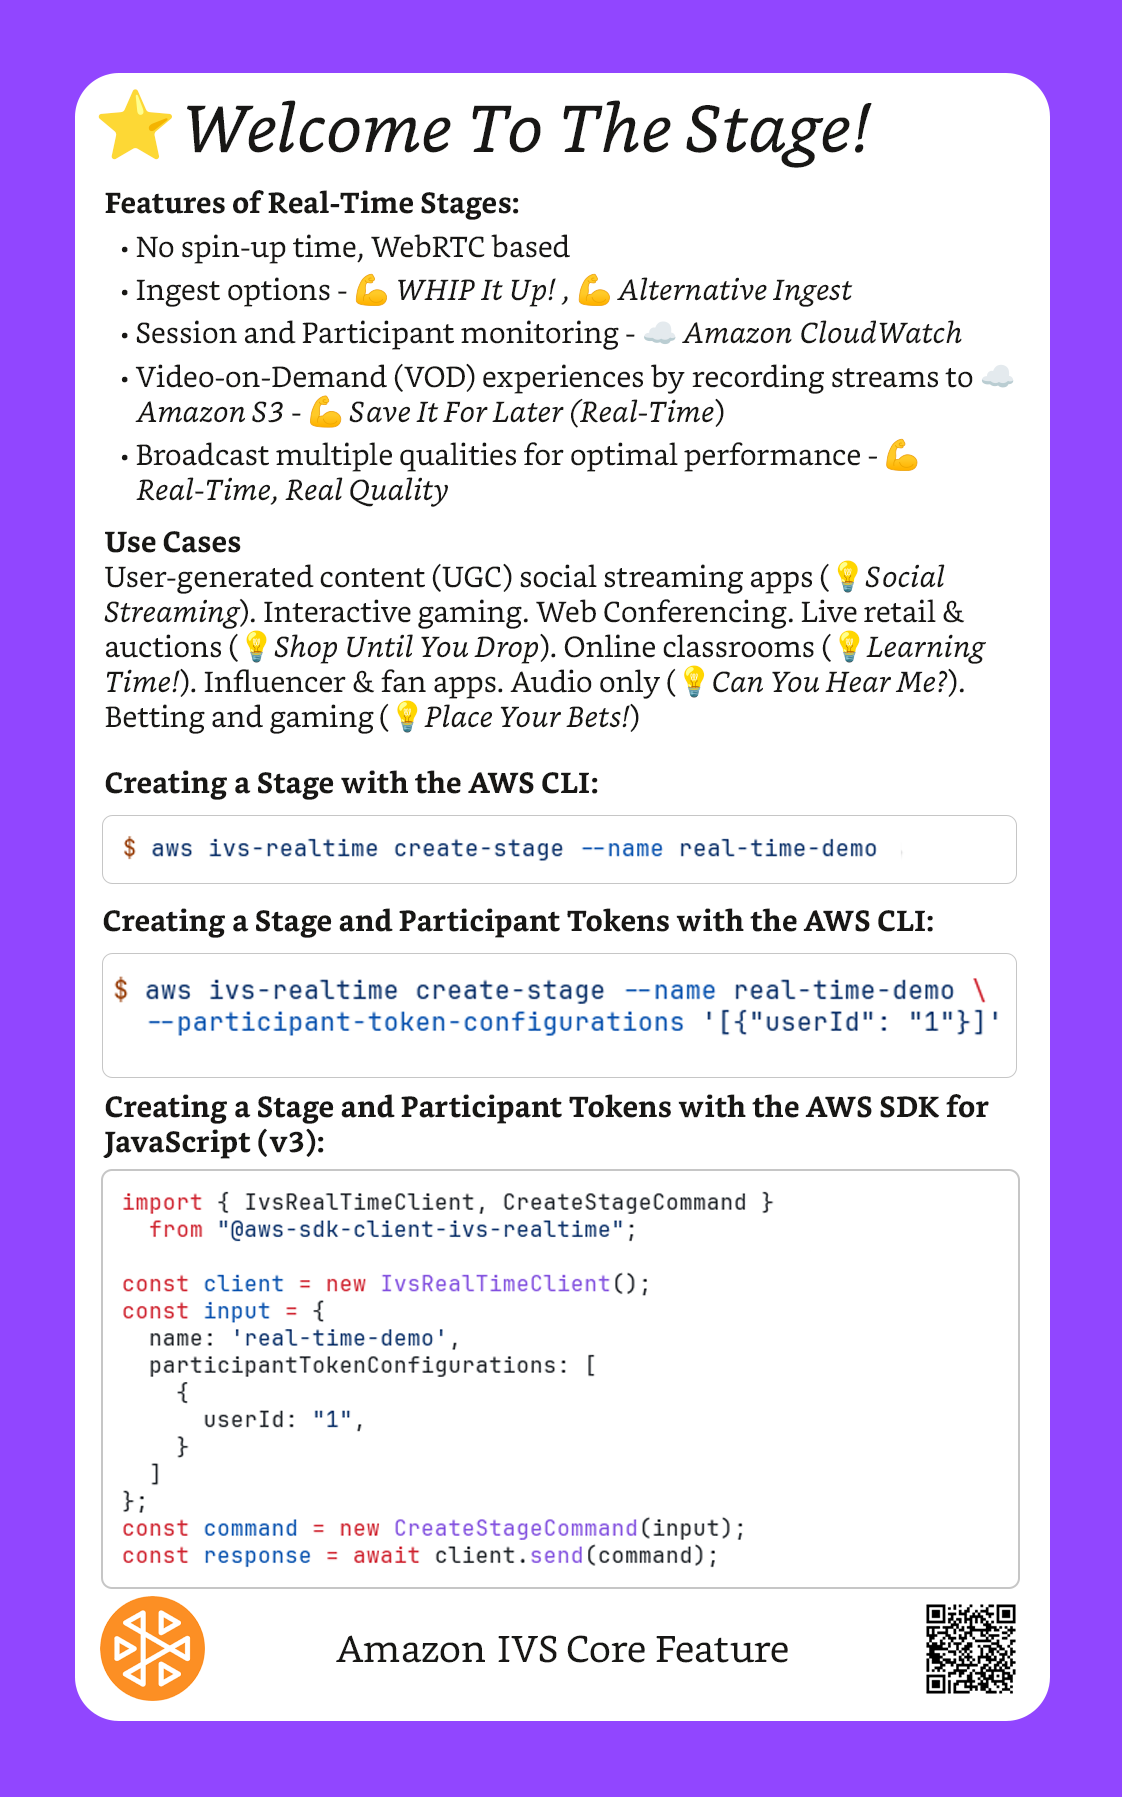 ⭐ Welcome To The Stage!
Features of Real-Time Stages:
• No spin-up time, WebRTC based
• Ingest options - 💪 WHIP It Up! , 💪 Alternative Ingest
• Session and Participant monitoring - ☁️ Amazon CloudWatch
• Video-on-Demand (VOD) experiences by recording streams to ☁️
Amazon S3 - 💪 Save It For Later (Real-Time)
• Broadcast multiple qualities for optimal performance - 💪
Real-Time, Real Quality
Use Cases
User-generated content (UGC) social streaming apps (💡Social
Streaming). Interactive gaming. Web Conferencing. Live retail &
auctions (💡Shop Until You Drop). Online classrooms (💡Learning
Time!). Influencer & fan apps. Audio only (💡Can You Hear Me?).
Betting and gaming (💡Place Your Bets!)
Creating a Stage with the AWS CLI:
$ aws ivs-realtime create-stage --name real-time-demo
Creating a Stage and Participant Tokens with the AWS CLI:
$ aws ivs-realtime create-stage --name real-time-demo \
--participant-token-configurations '[{"userId": "1"}]'
Creating a Stage and Participant Tokens with the AWS SDK for
JavaScript (v3):
import { IvsRealTimeClient, CreateStageCommand }
from "@aws-sdk-client-ivs-realtime";
const client = new IvsRealTimeClient();
const input = {
name: 'real-time-demo',
participantTokenConfigurations: [
{
userId: "1",
}
]
};
const command = new CreateStageCommand(input);
const response = await client.send(command);
Amazon IVS Core Feature